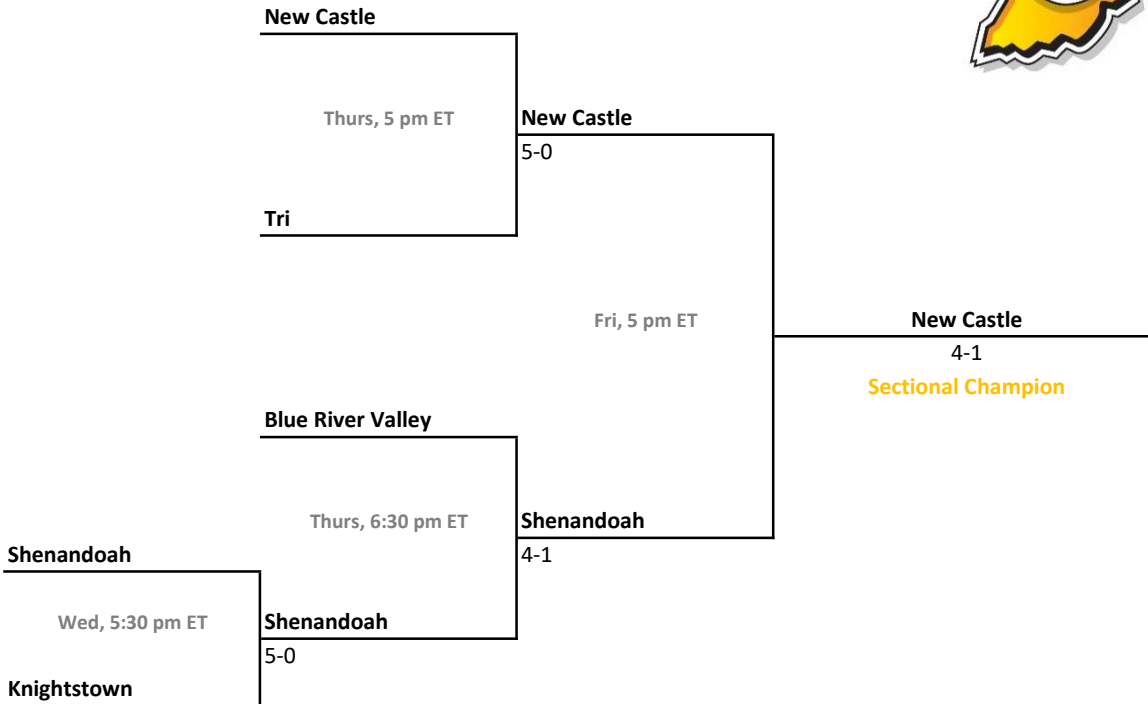 New Castle
Thurs, 5 pm ET
New Castle
5-0
Tri
Fri, 5 pm ET
New Castle
4-1
Sectional Champion
Blue River Valley
Thurs, 6:30 pm ET
Shenandoah
4-1
Shenandoah
Wed, 5:30 pm ET
Shenandoah
5-0
Knightstown